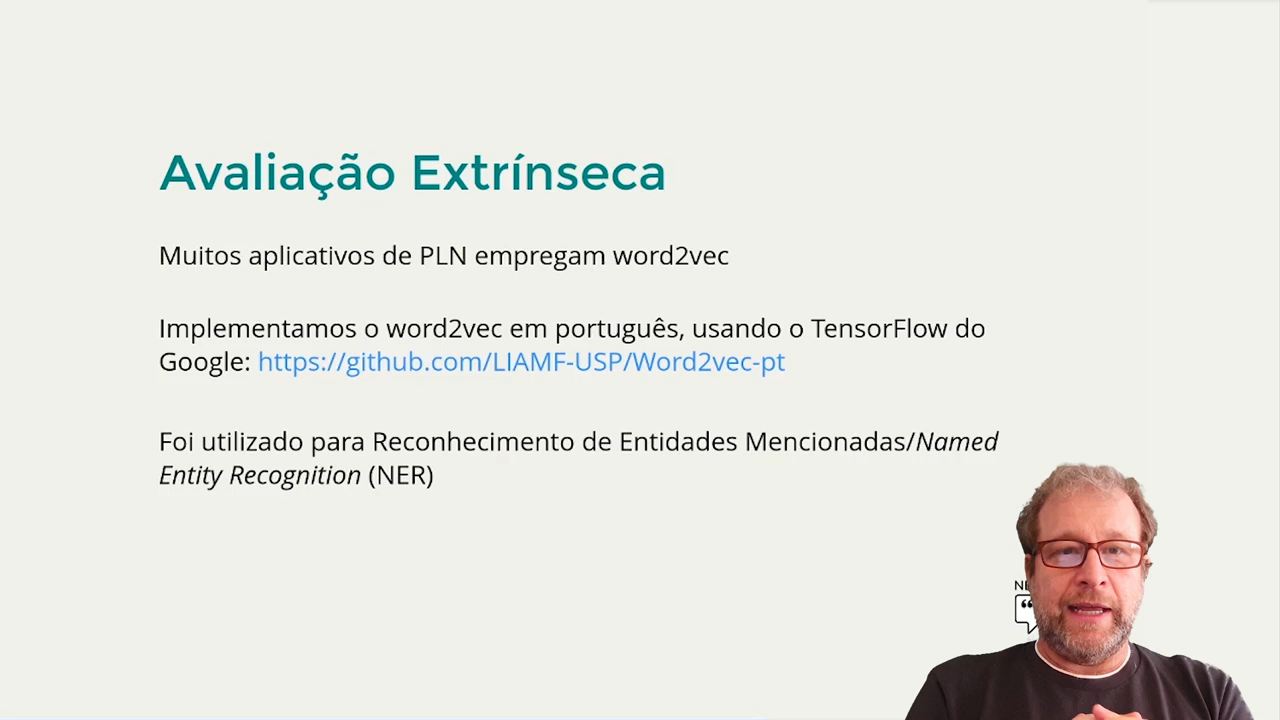 Avaliação Extrínseca
Muitos aplicativos de PLN empregam word2vec
Implementamos o word2vec em português, usando o TensorFlow do
Google: https://github.com/LIAMF-USP/Word2vec-pt
Foi utilizado para Reconhecimento de Entidades Mencionadas/Named
Entity Recognition (NER)